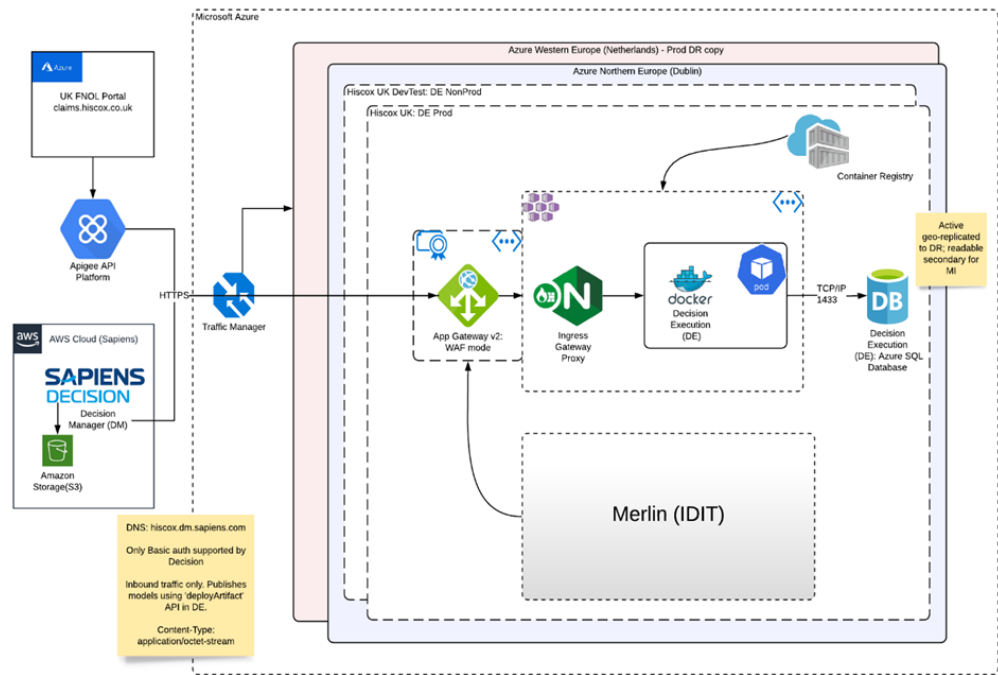 Microsoft Azure
Azure Western Europe (Netherlands) - Prod DR copy
Azure Northern Europe (Dublin)
Hiscox UK DevTest: DE NonProd
Hiscox UK: DE Prod
Azure
UK FNOL Portal
claims.hiscox.co.uk
Container Registry
Apigee API
Platform
HTTPS
Traffic Manager
App Gateway v2:
WAF mode
N
Ingress
Gateway
Proxy
docker
Decision
Execution
(DE)
pod
TCP/IP
1433
Active
geo-replicated
to DR; readable
secondary for
MI
DB
Decision
Execution
(DE): Azure SQL
Database
aws
AWS Cloud (Sapiens)
SAPIENS
DECISION
Decision
Manager (DM)
Amazon
Storage(S3)
Merlin (IDIT)
DNS: hiscox.dm.sapiens.com
Only Basic auth supported by
Decision
Inbound traffic only. Publishes
models using 'deployArtifact'
API in DE.
Content-Type:
application/octet-stream